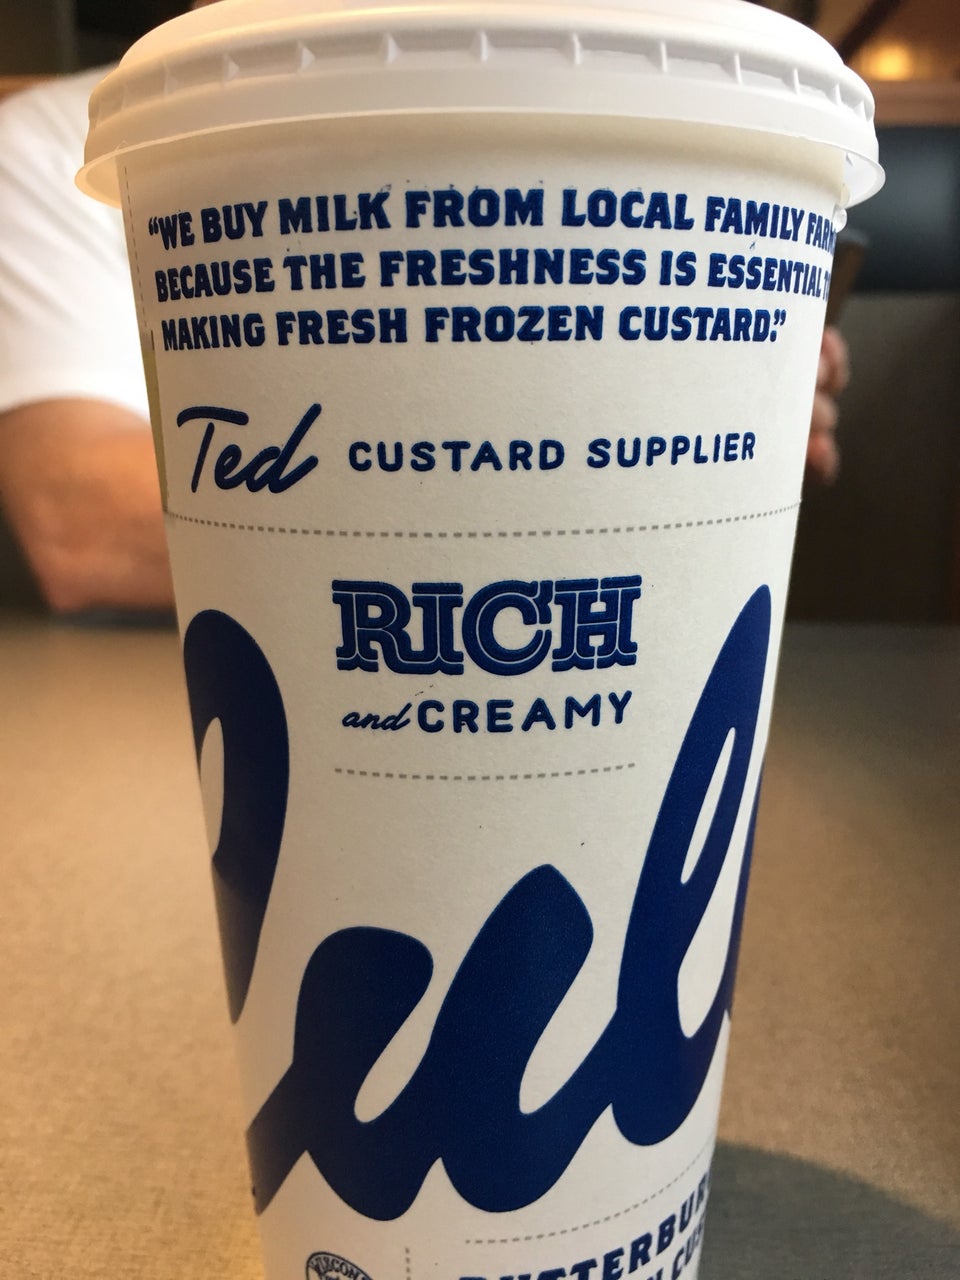 “WE BUY MILK FROM LOCAL FAMILY
BECAUSE THE FRESHNESS IS ESSENTIAL
MAKING FRESH FROZEN CUSTARD.”
Ted CUSTARD SUPPLIER
RICH
and CREAMY
Cul